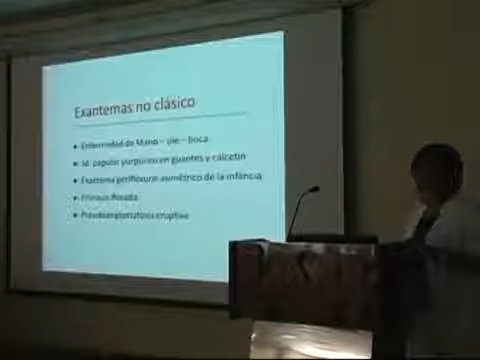 Exantemas no clásico
• Enfermedad de Mano – pie – boca
• Sd. papular purpúrico en guantes y calcetín
• Exantema periflexural asimétrico de la infancia
• Pitiriasis Rosada
• Pseudoangiomatosis eruptiva